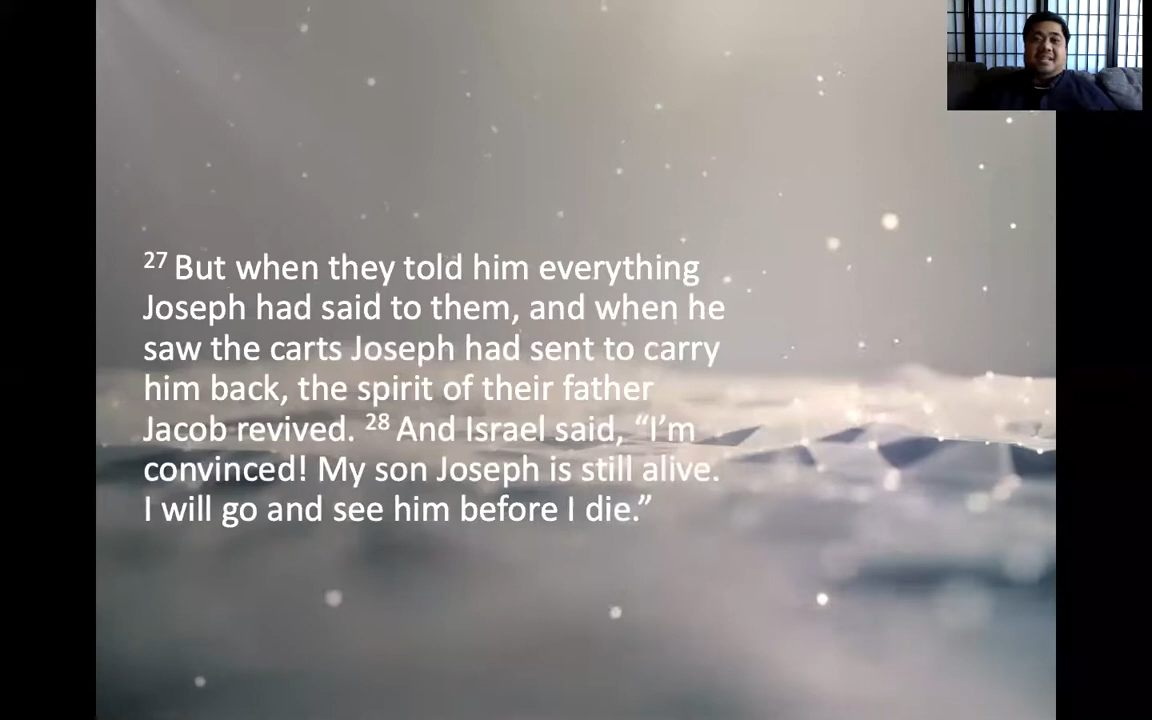 27 But when they told him everything
Joseph had said to them, and when he
saw the carts Joseph had sent to carry
him back, the spirit of their father
Jacob revived. 28 And Israel said, “I’m
convinced! My son Joseph is still alive.
I will go and see him before I die.”